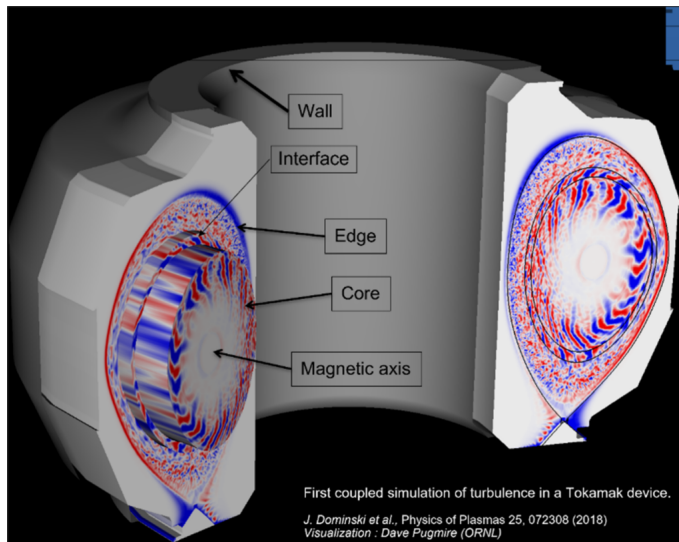 Wall
Interface
Edge
Core
Magnetic axis
First coupled simulation of turbulence in a Tokamak device.
J. Dominski et al., Physics of Plasmas 25, 072308 (2018)
Visualization : Dave Pugmire (ORNL)